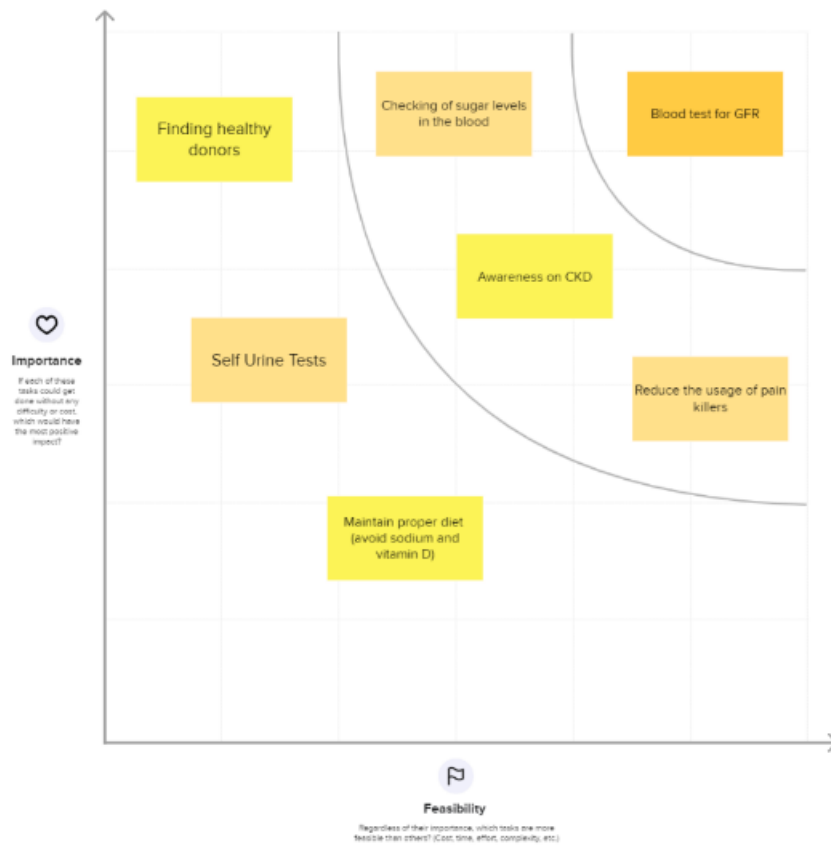 Finding healthy
donors
Checking of sugar levels
in the blood
Blood test for GFR
Awareness on CKD
Self Urine Tests
Reduce the usage of pain
killers
Importance
If each of these
tasks could get
done without any
difficulty or cost,
which would have
the most positive
impact?
Maintain proper diet
(avoid sodium and
vitamin D)
Feasibility
Regardless of their importance, which tasks are more
feasible than others? (Cost, time, effort, complexity, etc.)